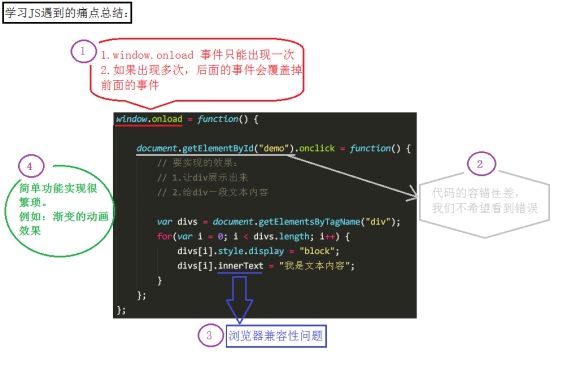 学习JS遇到的痛点总结:
1
1.window.onload 事件只能出现一次
2.如果出现多次，后面的事件会覆盖掉
前面的事件
window.onload = function() {
document.getElementById("demo").onclick = function() {
// 要实现的效果:
// 1.让div展示出来
// 2.给div一段文本内容
var divs = document.getElementsByTagName("div");
for(var i = 0; i < divs.length; i++) {
divs[i].style.display = "block";
divs[i].innerText = "我是文本内容";
}
};
};
2
代码的容错性差，
我们不希望看到错误
4
简单功能实现很
繁琐。
例如: 渐变的动画
效果
3
浏览器兼容性问题